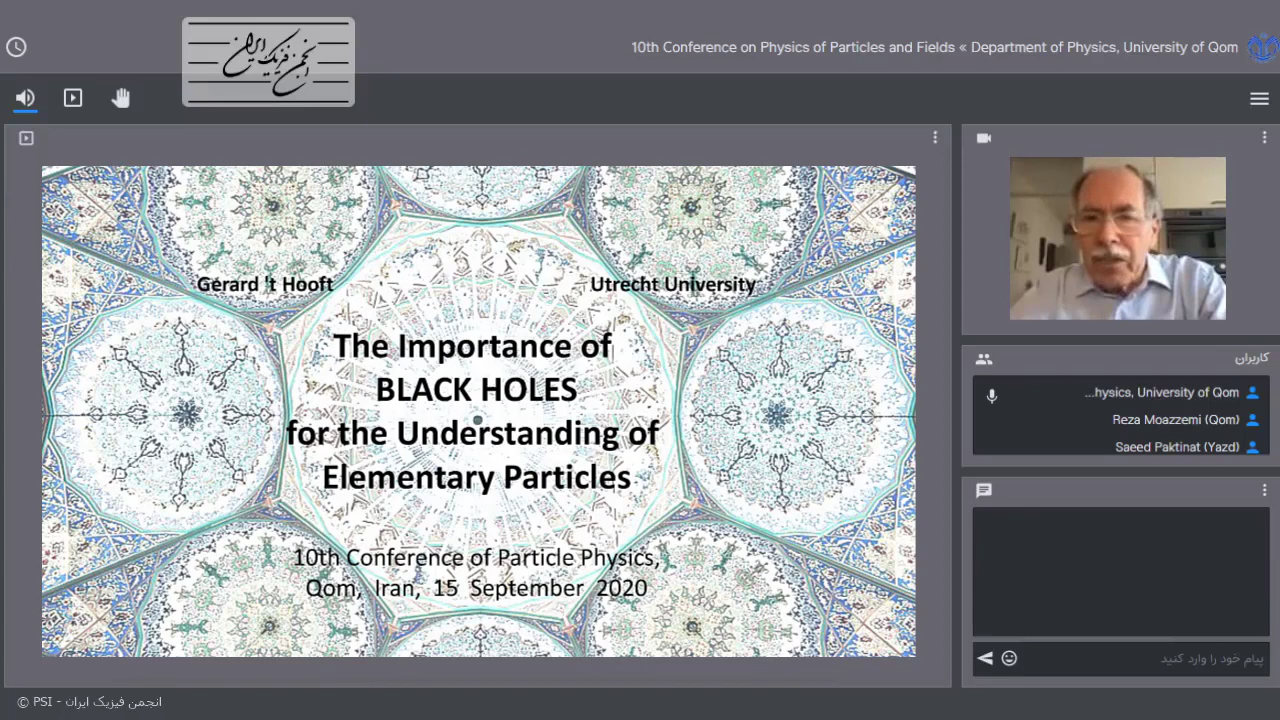 10th Conference on Physics of Particles and Fields « Department of Physics, University of Qom
انجمن فیزیک ایران
Gerard 't Hooft
Utrecht University
The Importance of
BLACK HOLES
for the Understanding of
Elementary Particles
10th Conference of Particle Physics,
Qom, Iran, 15 September 2020
کاربران
...hysics, University of Qom
Reza Moazzemi (Qom)
Saeed Paktinat (Yazd)
پیام خود را وارد کنید
© PSI - انجمن فیزیک ایران